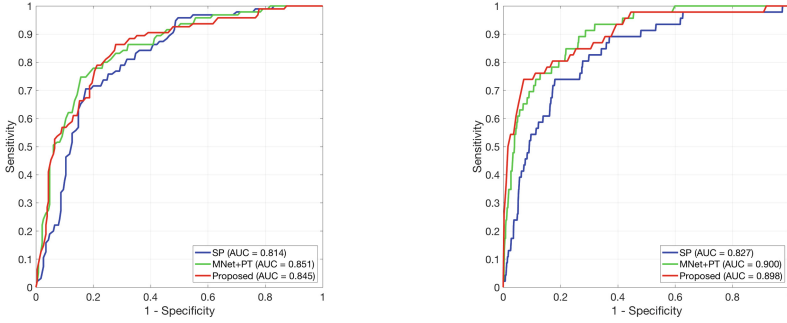 1
0.9
0.8
0.7
0.6
0.5
0.4
0.3
0.2
0.1
0
Sensitivity
SP (AUC = 0.814)
MNet+PT (AUC = 0.851)
Proposed (AUC = 0.845)
0 0.2 0.4 0.6 0.8 1
1 - Specificity
1
0.9
0.8
0.7
0.6
0.5
0.4
0.3
0.2
0.1
0
Sensitivity
SP (AUC = 0.827)
MNet+PT (AUC = 0.900)
Proposed (AUC = 0.898)
0 0.2 0.4 0.6 0.8
1 - Specificity